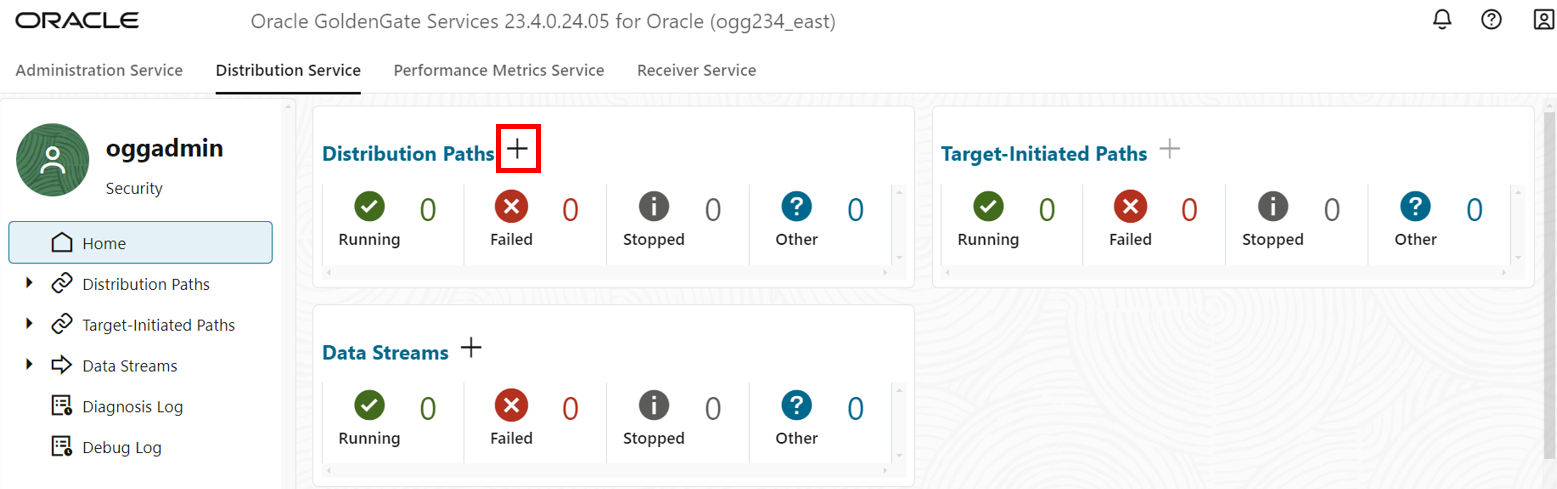 ORACLE Oracle GoldenGate Services 23.4.0.24.05 for Oracle (ogg234_east)
Administration Service Distribution Service Performance Metrics Service Receiver Service
oggadmin
Security
Home
Distribution Paths
Target-Initiated Paths
Data Streams
Diagnosis Log
Debug Log
Distribution Paths
0 0 0 0
Running Failed Stopped Other
Target-Initiated Paths
0 0 0 0
Running Failed Stopped Other
Data Streams
0 0 0 0
Running Failed Stopped Other